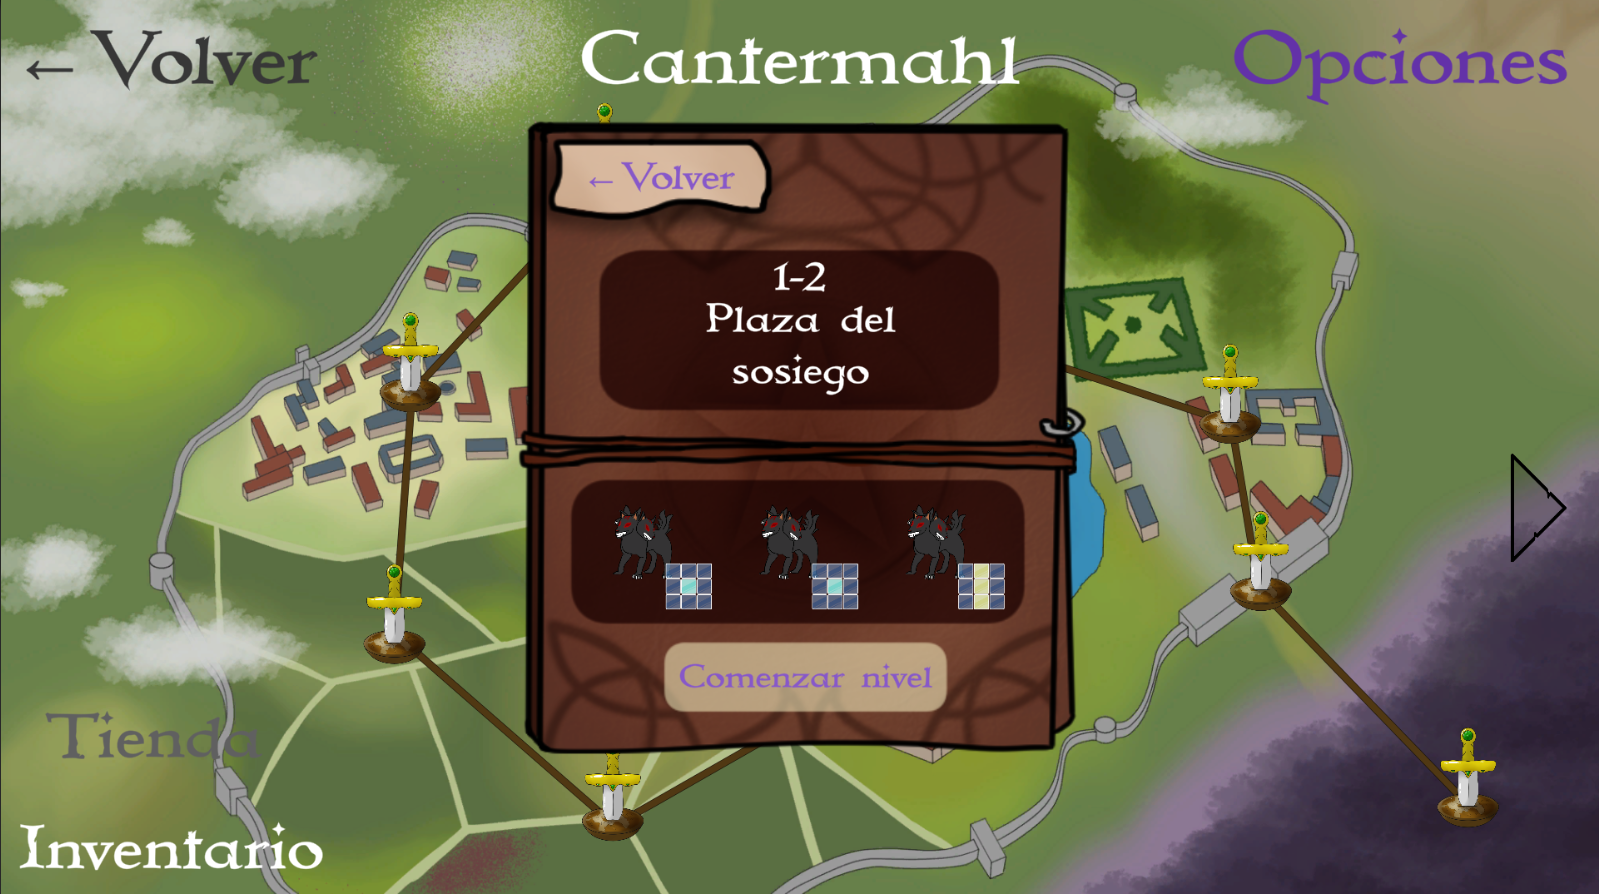 ← Volver
Cantermahl
Opciones
← Volver
1-2
Plaza del
sosiego
Comenzar nivel
Tienda
Inventario